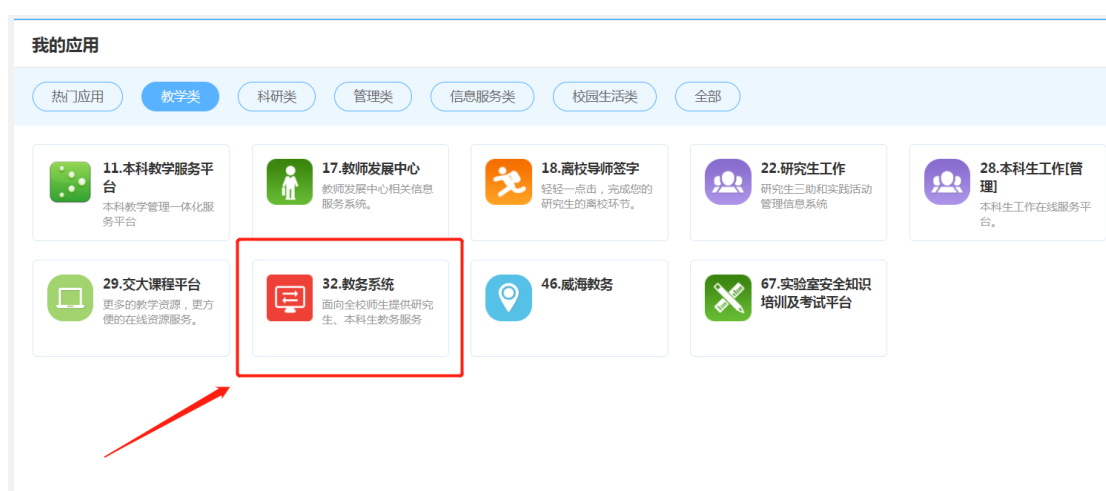 我的应用
热门应用 教学类 科研类 管理类 信息服务类 校园生活类 全部
11.本科教学服务平
台
本科教学管理一体化服
务平台
17.教师发展中心
教师发展中心相关信息
服务系统。
18.离校导师签字
轻轻一点击，完成您的
研究生的离校环节。
22.研究生工作
研究生三助和实践活动
管理信息系统
28.本科生工作[管
理]
本科生工作在线服务平
台。
29.交大课程平台
更多的教学资源，更方
便的在线资源服务。
32.教务系统
面向全校师生提供研究
生、本科生教务服务
46.威海教务
67.实验室安全知识
培训及考试平台